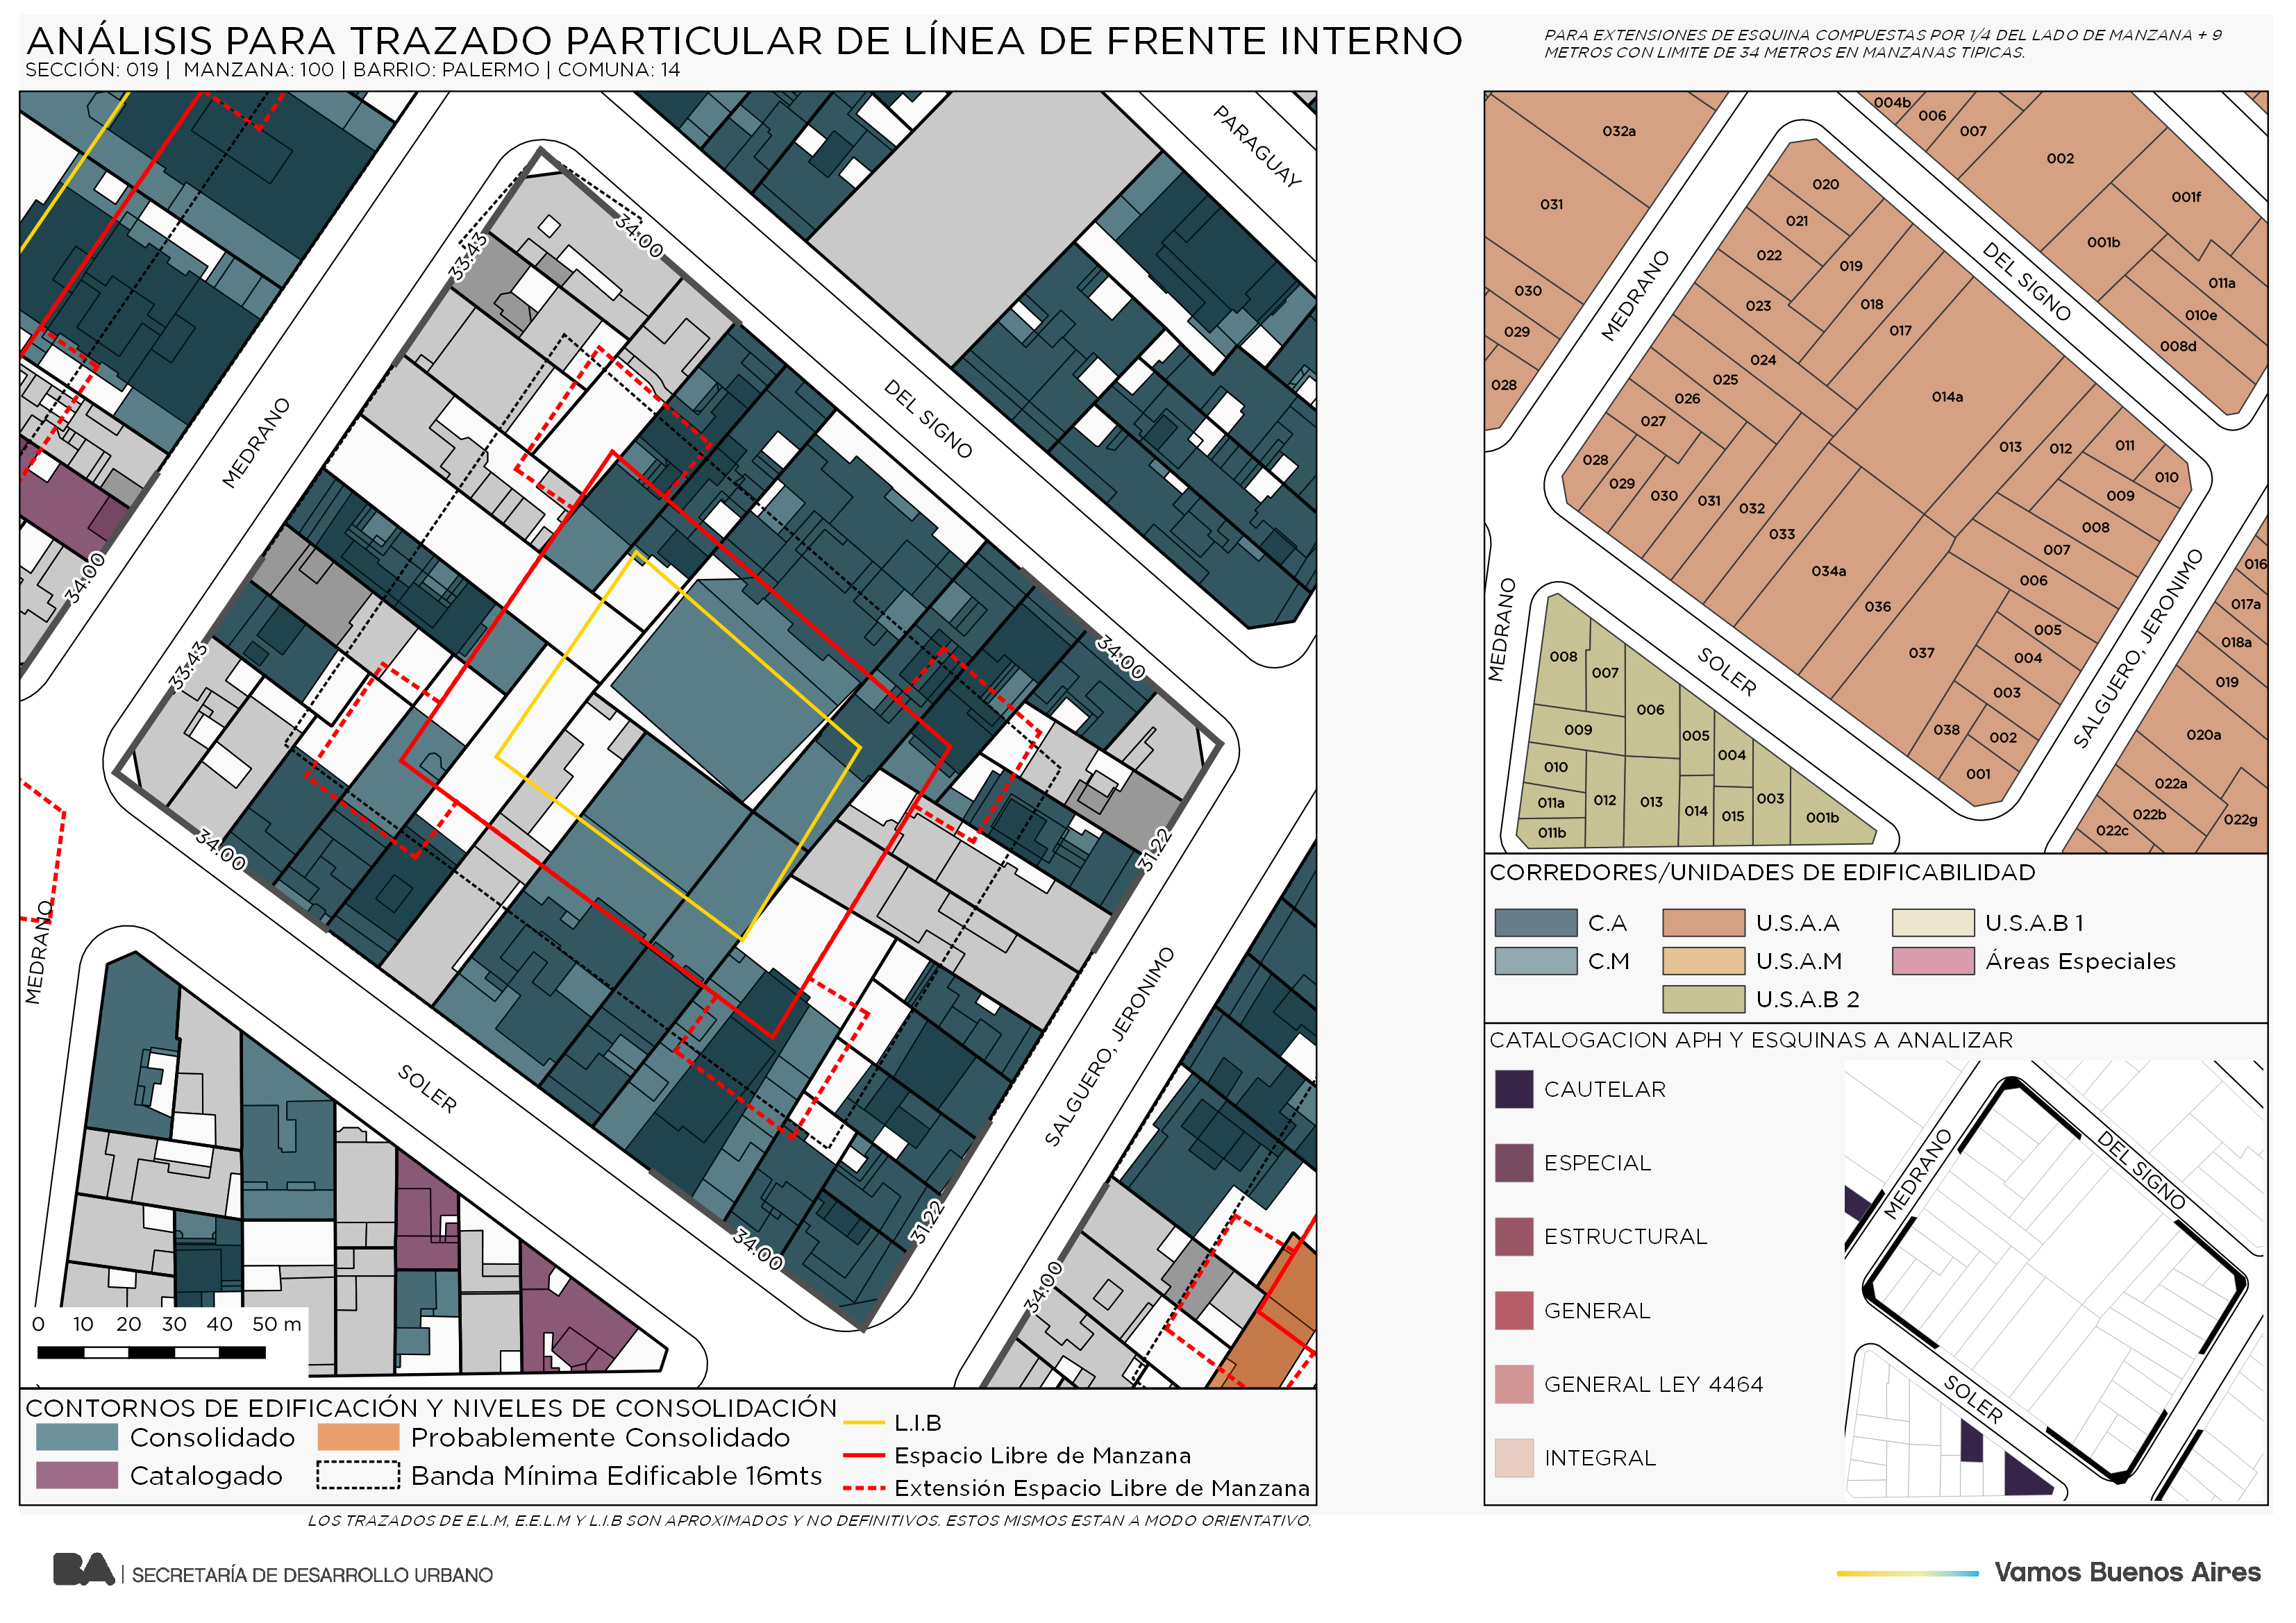 ANÁLISIS PARA TRAZADO PARTICULAR DE LÍNEA DE FRENTE INTERNO
SECCIÓN: 019 | MANZANA: 100 | BARRIO: PALERMO | COMUNA: 14
PARA EXTENSIONES DE ESQUINA COMPUESTAS POR 1/4 DEL LADO DE MANZANA + 9
METROS CON LIMITE DE 34 METROS EN MANZANAS TIPICAS.
PARAGUAY
34.00
33.43
DEL SIGNO
MEDRANO
34.00
34.00
33.43
34.00
31.22
MEDRANO
SOLER
SALGUERO, JERONIMO
31.22
34.00
34.00
0 10 20 30 40 50 m
CONTORNOS DE EDIFICACIÓN Y NIVELES DE CONSOLIDACIÓN
Consolidado
Probablemente Consolidado
Catalogado
Banda Mínima Edificable 16mts
L.I.B
Espacio Libre de Manzana
Extensión Espacio Libre de Manzana
LOS TRAZADOS DE E.L.M, E.E.L.M Y L.I.B SON APROXIMADOS Y NO DEFINITIVOS. ESTOS MISMOS ESTAN A MODO ORIENTATIVO.
004b
006
007
032a
002
020
001f
031
021
001b
022
019
MEDRANO
DEL SIGNO
011a
030
023
018
010e
029
017
008d
024
028
025
014a
026
027
013
012
011
028
010
029
030
009
031
032
008
033
007
016
034a
006
017a
036
005
018a
MEDRANO
008
007
SOLER
037
004
SALGUERO, JERONIMO
019
006
003
009
005
038
002
020a
004
010
001
022a
011a
012
013
003
014
015
001b
022b
022g
011b
022c
CORREDORES/UNIDADES DE EDIFICABILIDAD
C.A
U.S.A.A
U.S.A.B 1
C.M
U.S.A.M
Áreas Especiales
U.S.A.B 2
CATALOGACION APH Y ESQUINAS A ANALIZAR
CAUTELAR
ESPECIAL
ESTRUCTURAL
GENERAL
GENERAL LEY 4464
INTEGRAL
MEDRANO
DEL SIGNO
SOLER
BA | SECRETARÍA DE DESARROLLO URBANO
Vamos Buenos Aires